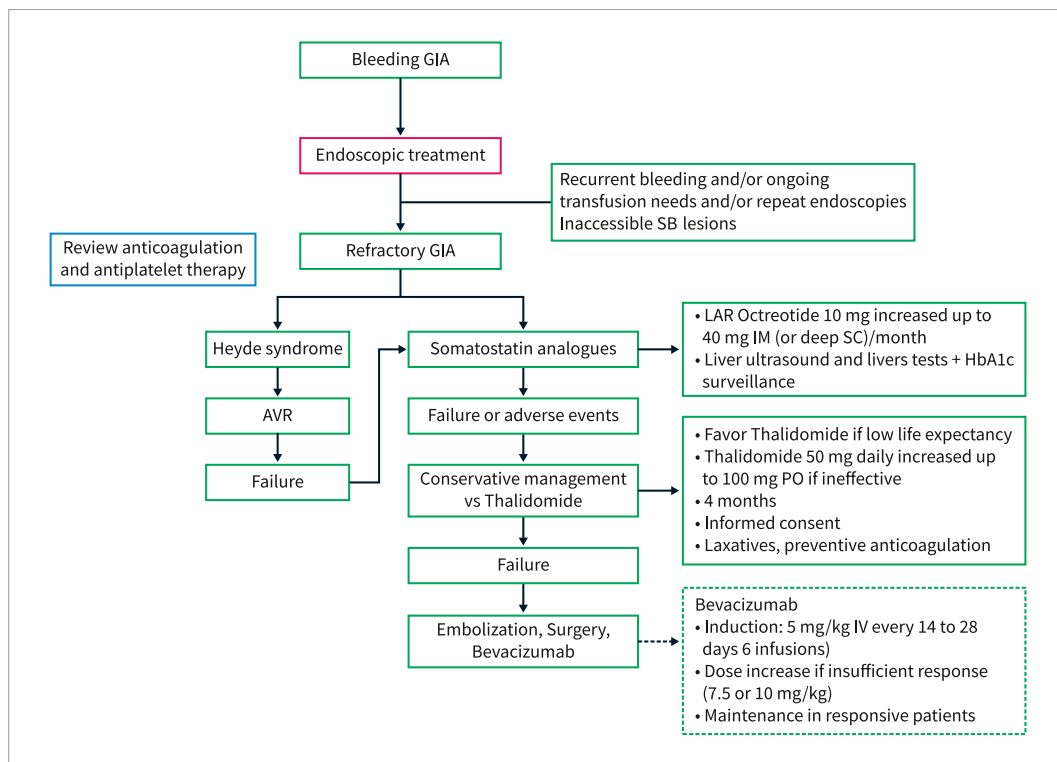 Bleeding GIA
Endoscopic treatment
Recurrent bleeding and/or ongoing
transfusion needs and/or repeat endoscopies
Inaccessible SB lesions
Review anticoagulation
and antiplatelet therapy
Refractory GIA
Heyde syndrome
Somatostatin analogues
• LAR Octreotide 10 mg increased up to
40 mg IM (or deep SC)/month
• Liver ultrasound and livers tests + HbA1c
surveillance
AVR
Failure or adverse events
Failure
Conservative management
vs Thalidomide
• Favor Thalidomide if low life expectancy
• Thalidomide 50 mg daily increased up
to 100 mg PO if ineffective
• 4 months
• Informed consent
• Laxatives, preventive anticoagulation
Failure
Embolization, Surgery,
Bevacizumab
Bevacizumab
• Induction: 5 mg/kg IV every 14 to 28
days 6 infusions)
• Dose increase if insufficient response
(7.5 or 10 mg/kg)
• Maintenance in responsive patients